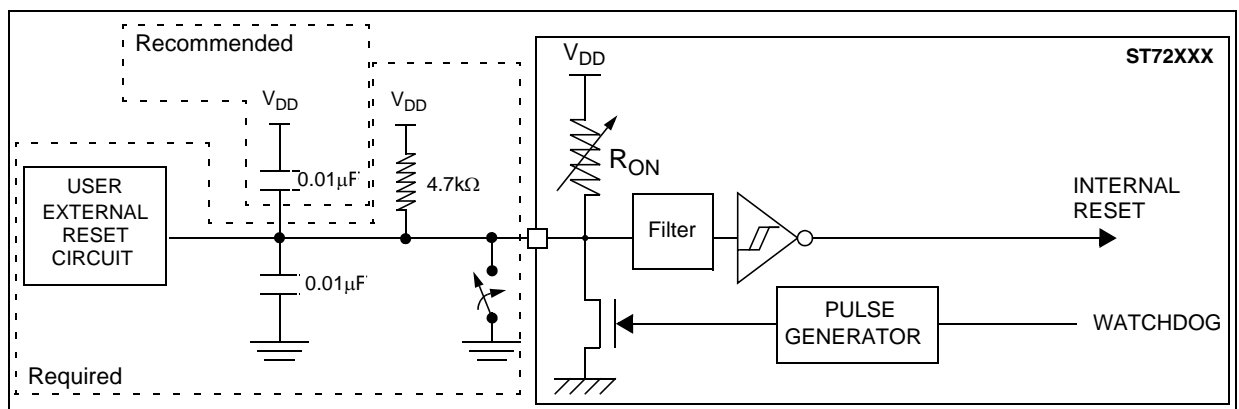 Recommended
VDD
0.01µF
VDD
4.7kΩ
USER
EXTERNAL
RESET
CIRCUIT
0.01µF
Required
ST72XXX
VDD
RON
Filter
INTERNAL
RESET
PULSE
GENERATOR
WATCHDOG